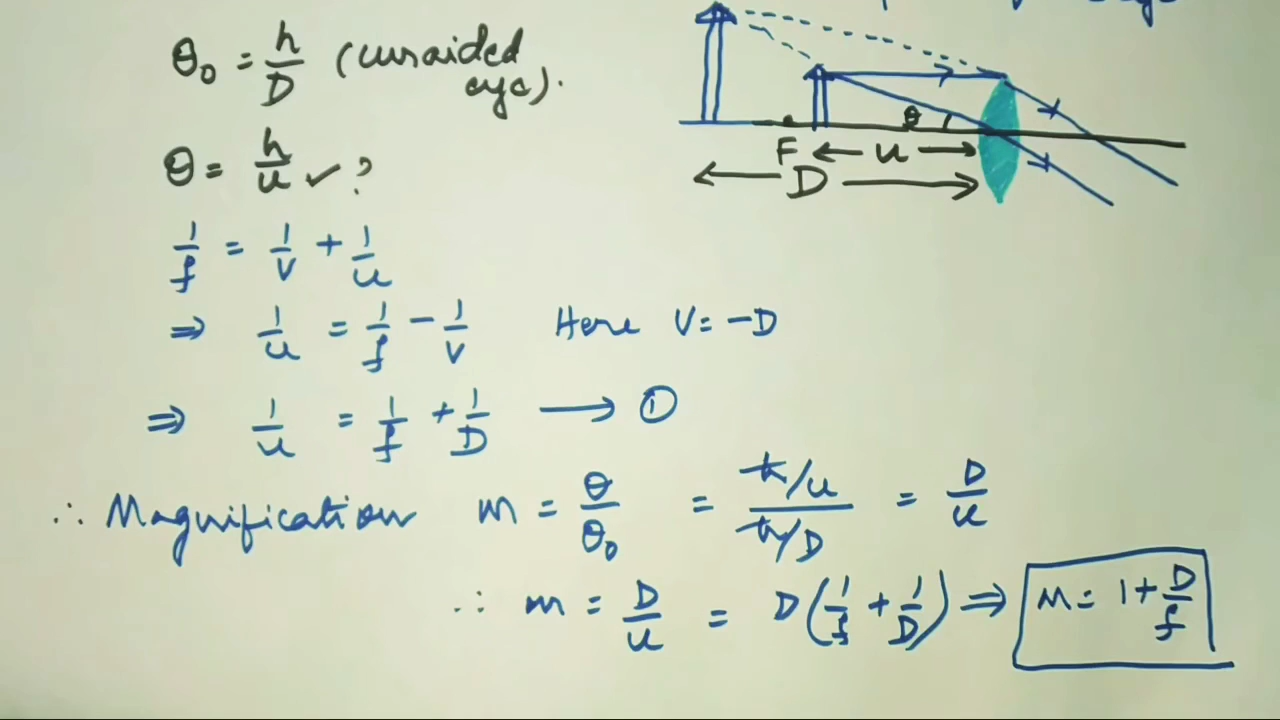 θ₀ = h/D (unaided eye).
θ = h/u ✓ ?
θ
F ← u →
← D →
1/f = 1/v + 1/u
⇒ 1/u = 1/f - 1/v Here V = -D
⇒ 1/u = 1/f + 1/D → ①
∴ Magnification m = θ/θ₀ = (h/u)/(h/D) = D/u
∴ m = D/u = D(1/f + 1/D) ⇒ M = 1 + D/f